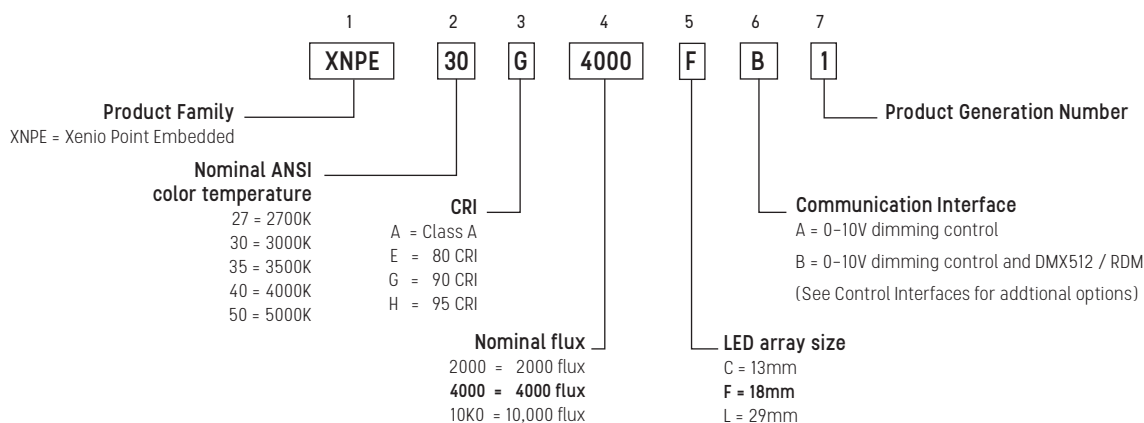 1 2 3 4 5 6 7
XNPE 30 G 4000 F B 1
Product Family
XNPE = Xenio Point Embedded
Product Generation Number
Nominal ANSI
color temperature
27 = 2700K
30 = 3000K
35 = 3500K
40 = 4000K
50 = 5000K
CRI
A = Class A
E = 80 CRI
G = 90 CRI
H = 95 CRI
Communication Interface
A = 0-10V dimming control
B = 0-10V dimming control and DMX512 / RDM
(See Control Interfaces for addtional options)
Nominal flux
2000 = 2000 flux
4000 = 4000 flux
10K0 = 10,000 flux
LED array size
C = 13mm
F = 18mm
L = 29mm